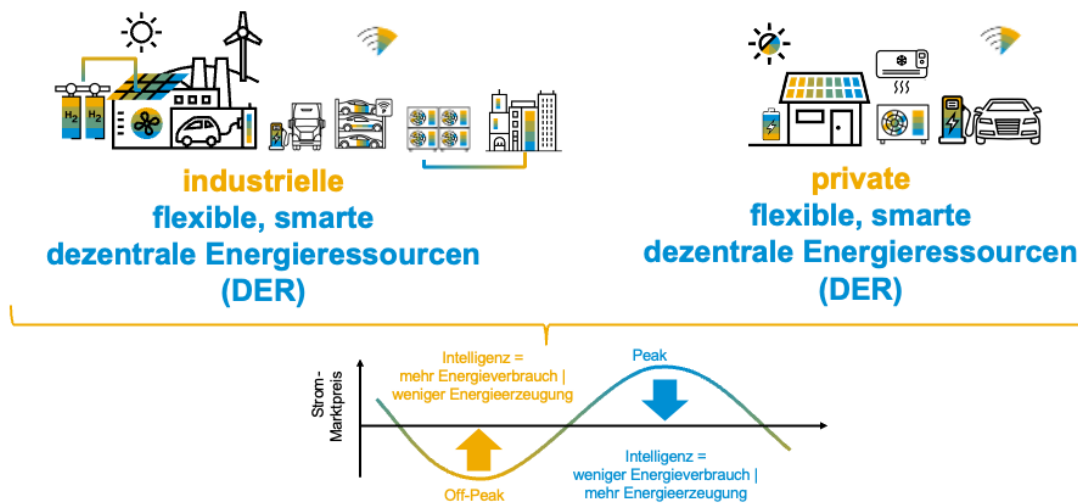 H2
H2
industrielle
flexible, smarte
dezentrale Energieressourcen
(DER)
private
flexible, smarte
dezentrale Energieressourcen
(DER)
Strom-
Marktpreis
Intelligenz =
mehr Energieverbrauch |
weniger Energieerzeugung
Off-Peak
Peak
Intelligenz =
weniger Energieverbrauch |
mehr Energieerzeugung